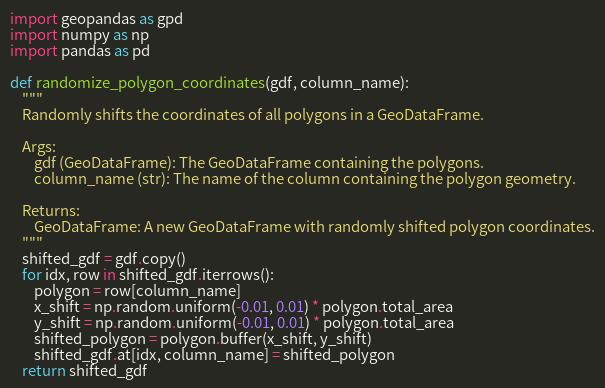 import geopandas as gpd
import numpy as np
import pandas as pd
def randomize_polygon_coordinates(gdf, column_name):
    """
    Randomly shifts the coordinates of all polygons in a GeoDataFrame.
    Args:
        gdf (GeoDataFrame): The GeoDataFrame containing the polygons.
        column_name (str): The name of the column containing the polygon geometry.
    Returns:
        GeoDataFrame: A new GeoDataFrame with randomly shifted polygon coordinates.
    """
    shifted_gdf = gdf.copy()
    for idx, row in shifted_gdf.iterrows():
        polygon = row[column_name]
        x_shift = np.random.uniform(-0.01, 0.01) * polygon.total_area
        y_shift = np.random.uniform(-0.01, 0.01) * polygon.total_area
        shifted_polygon = polygon.buffer(x_shift, y_shift)
        shifted_gdf.at[idx, column_name] = shifted_polygon
    return shifted_gdf